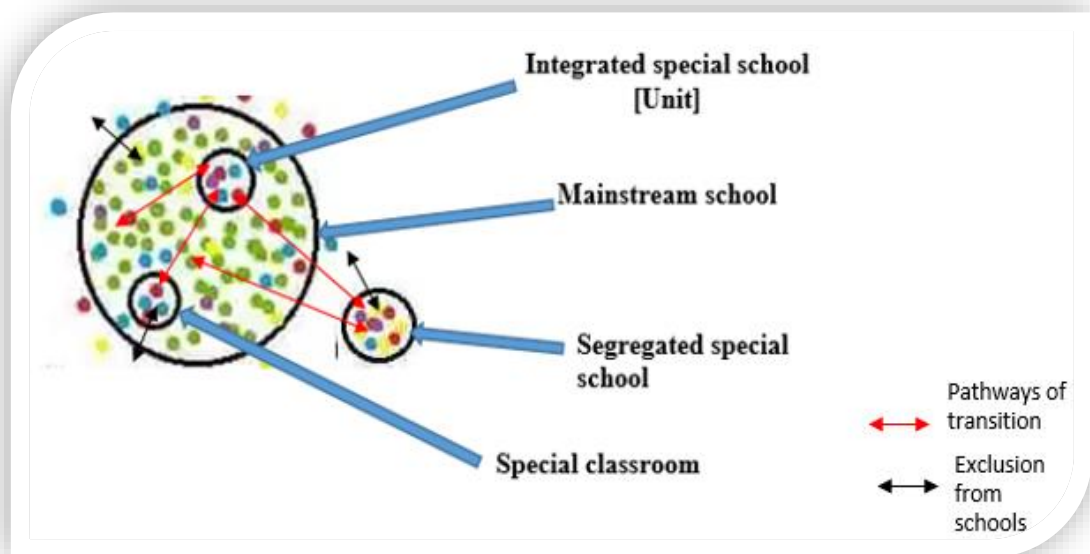 Integrated special school
[Unit]
Mainstream school
Segregated special
school
Special classroom
Pathways of
transition
Exclusion
from
schools